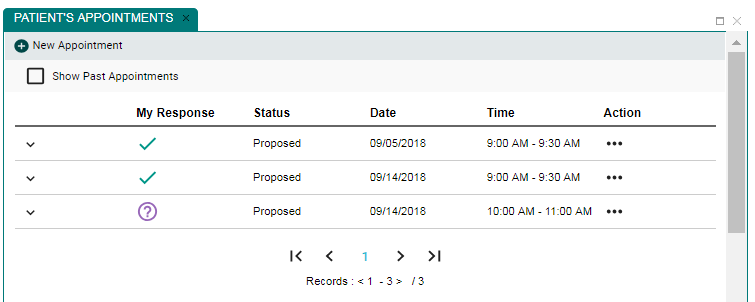 PATIENT'S APPOINTMENTS ×
New Appointment
Show Past Appointments
My Response Status Date Time Action
Proposed 09/05/2018 9:00 AM - 9:30 AM •••
Proposed 09/14/2018 9:00 AM - 9:30 AM •••
Proposed 09/14/2018 10:00 AM - 11:00 AM •••
1
Records : < 1 - 3 > / 3